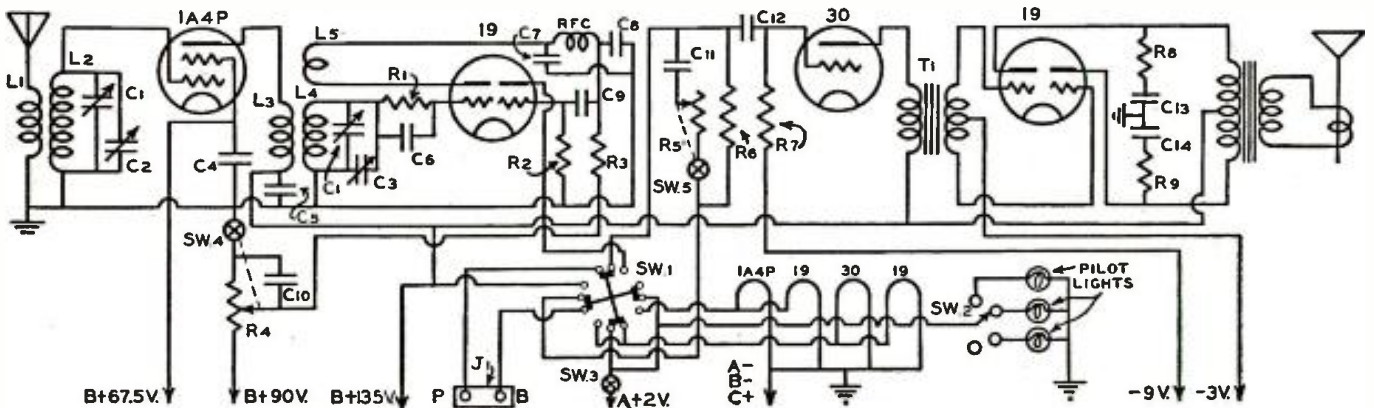 1A4P
L2
L1
C1
C2
C4
SW.4
C10
R4
B+67.5V.
B+90V.
L3
L4
L5
C1
C3
C5
R1
C6
19
C7
RFC
C8
C9
R2
R3
B+135V.
P J1 B
SW.1
SW.3
A+2V.
C11
R5
SW.5
R6
C12
R7
30
T1
19
R8
C13
C14
R9
1A4P 19 30 19
A-
B-
C+
SW.2
PILOT
LIGHTS
-9V.
-3V.